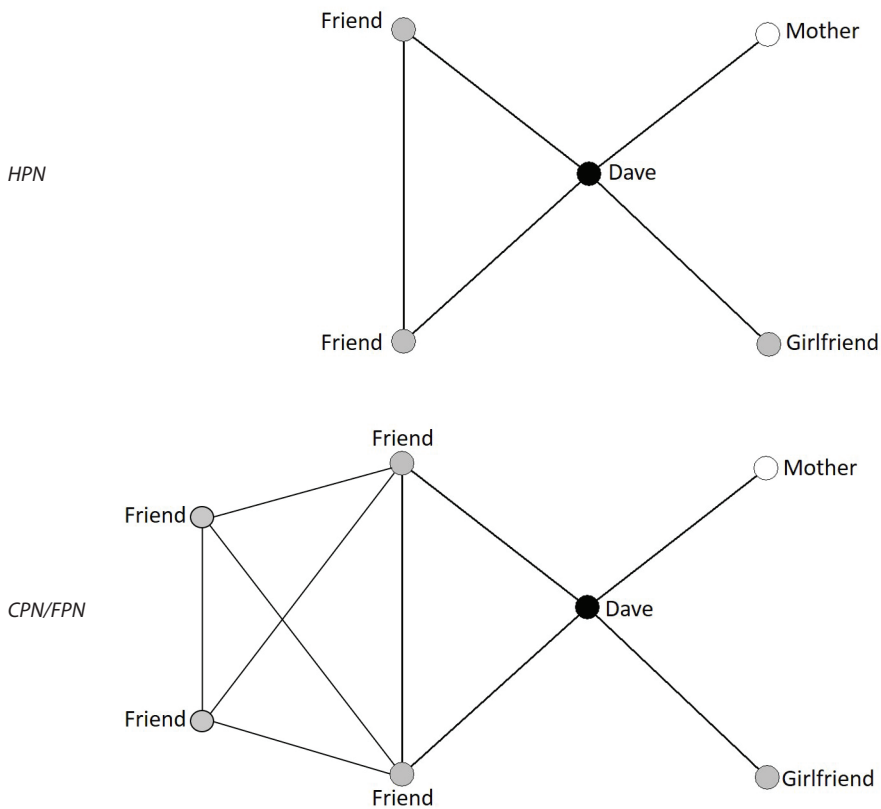 Friend
Mother
HPN
Dave
Friend
Girlfriend
Friend
Mother
Friend
CPN/FPN
Dave
Friend
Girlfriend
Friend